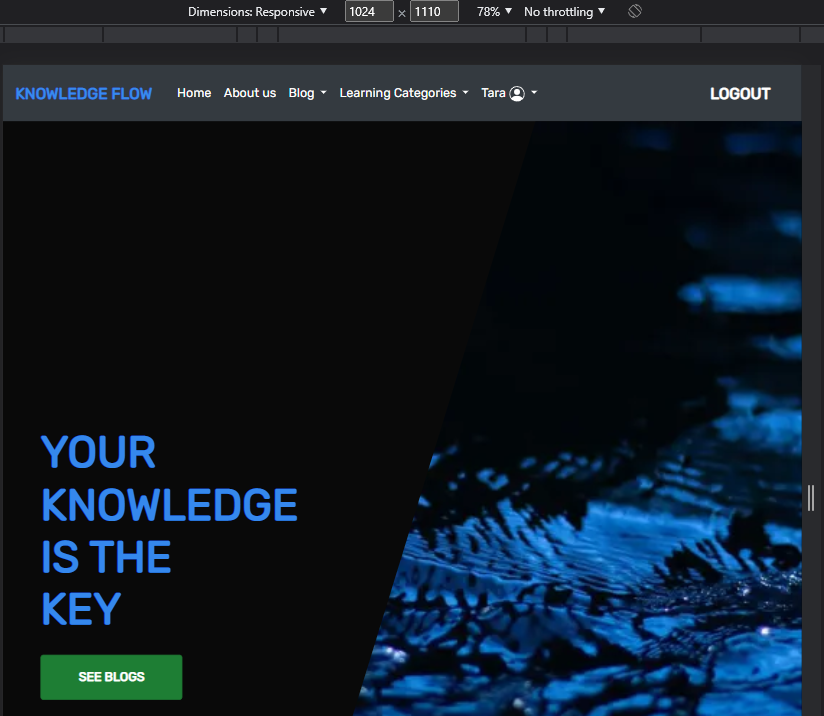 Dimensions: Responsive ▼ 1024 × 1110 78% ▼ No throttling ▼
KNOWLEDGE FLOW Home About us Blog Learning Categories Tara LOGOUT
YOUR
KNOWLEDGE
IS THE
KEY
SEE BLOGS